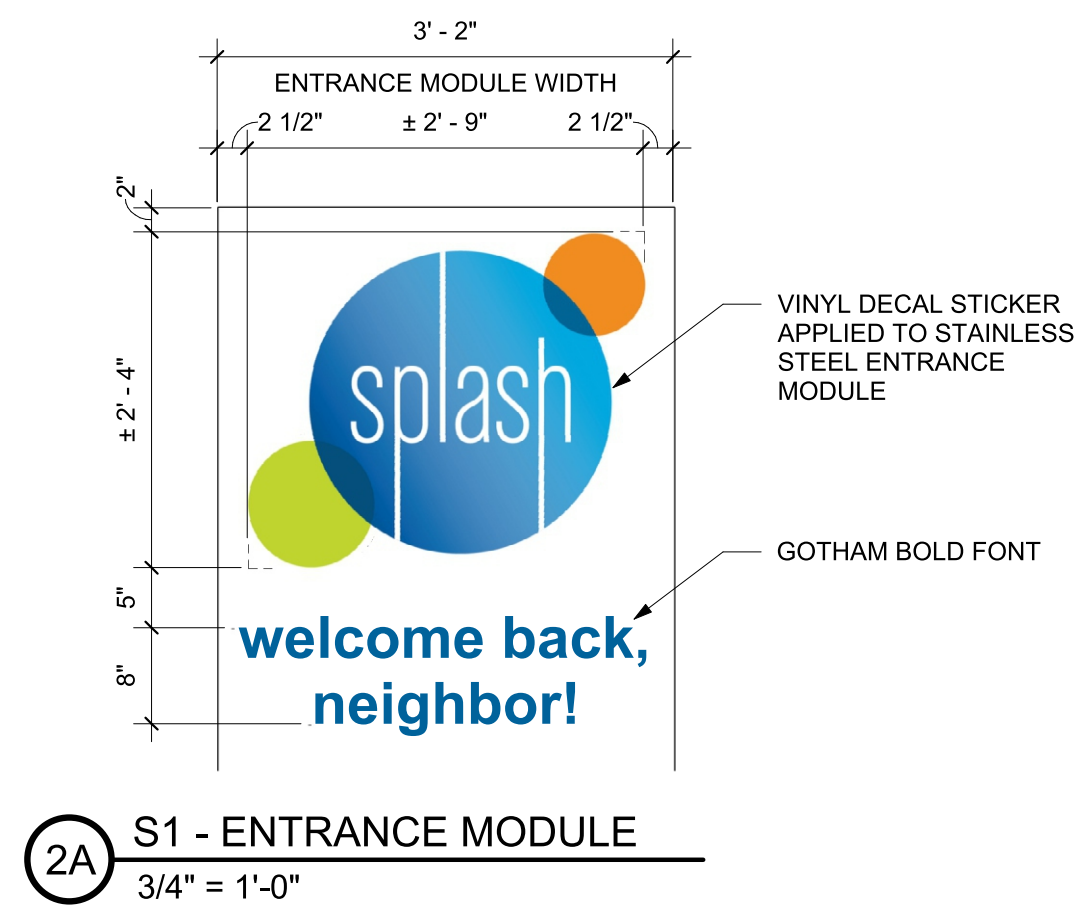 3' - 2"
ENTRANCE MODULE WIDTH
2 1/2" ± 2' - 9" 2 1/2"
2"
± 2' - 4"
5"
8"
splash
VINYL DECAL STICKER
APPLIED TO STAINLESS
STEEL ENTRANCE
MODULE
GOTHAM BOLD FONT
welcome back,
neighbor!
2A
S1 - ENTRANCE MODULE
3/4" = 1'-0"